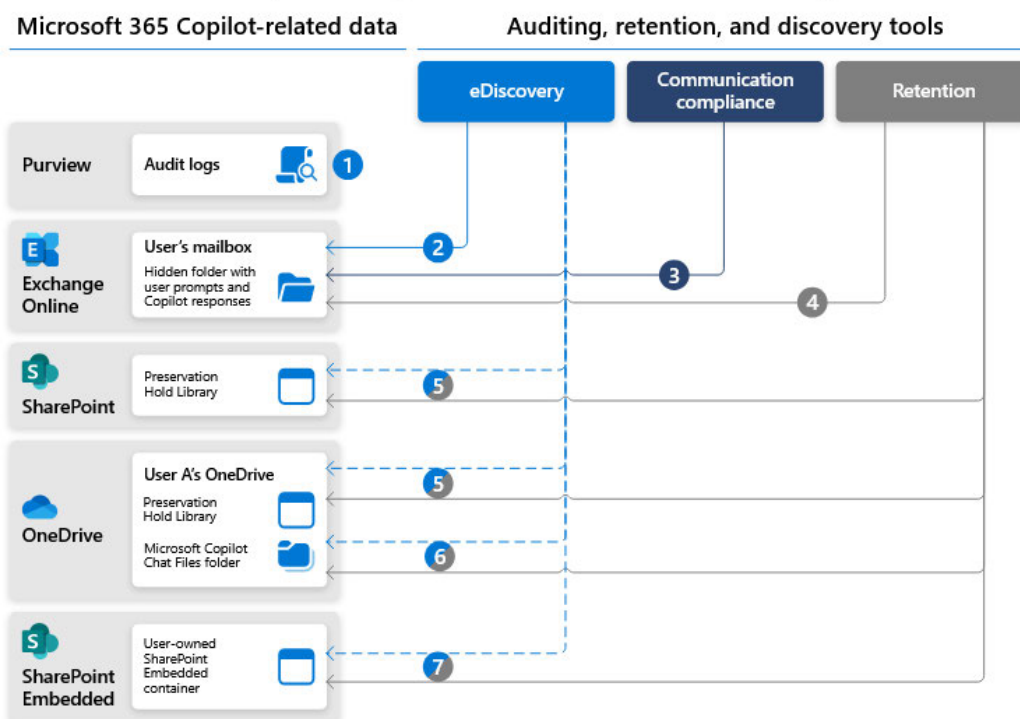 Microsoft 365 Copilot-related data
Auditing, retention, and discovery tools
eDiscovery
Communication
compliance
Retention
Purview
Audit logs
1
E
Exchange
Online
User's mailbox
Hidden folder with
user prompts and
Copilot responses
2
3
4
S
SharePoint
Preservation
Hold Library
5
OneDrive
User A's OneDrive
Preservation
Hold Library
5
Microsoft Copilot
Chat Files folder
6
S
SharePoint
Embedded
User-owned
SharePoint
Embedded
container
7